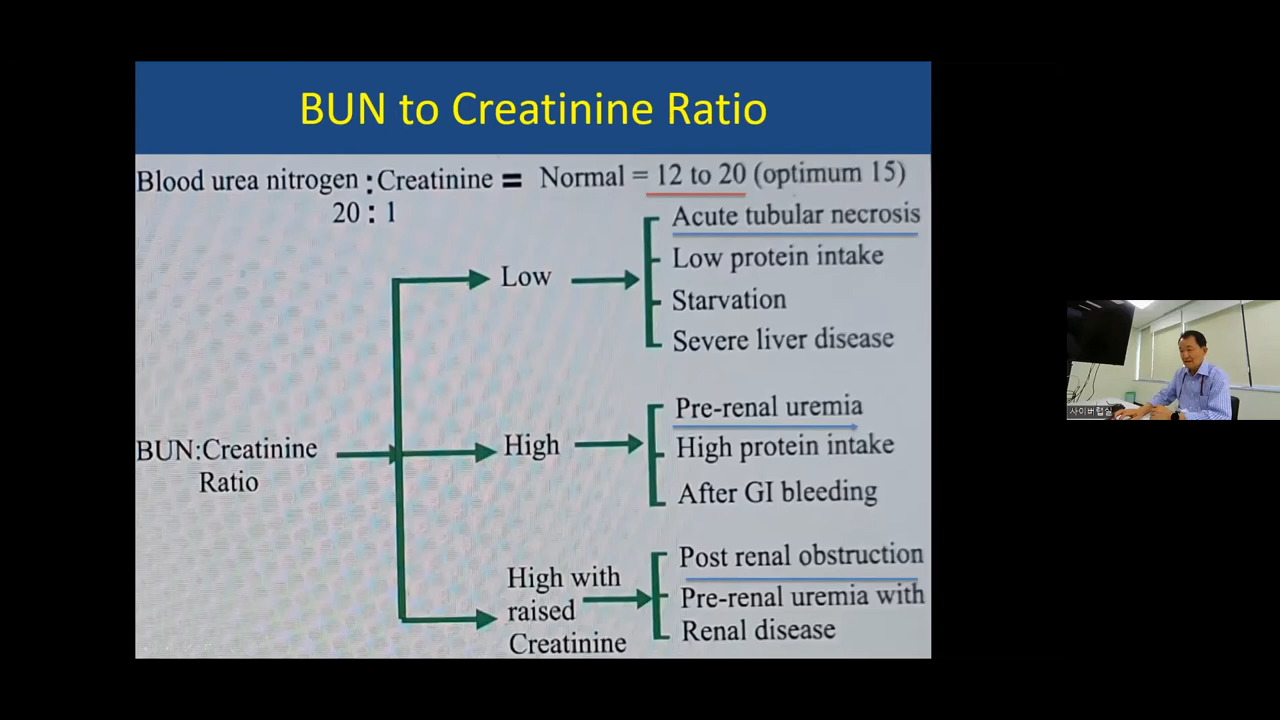 BUN to Creatinine Ratio
Blood urea nitrogen : Creatinine = Normal = 12 to 20 (optimum 15)
20 : 1
Low
Acute tubular necrosis
Low protein intake
Starvation
Severe liver disease
BUN:Creatinine
Ratio
High
Pre-renal uremia
High protein intake
After GI bleeding
High with
raised
Creatinine
Post renal obstruction
Pre-renal uremia with
Renal disease
사이버랩실